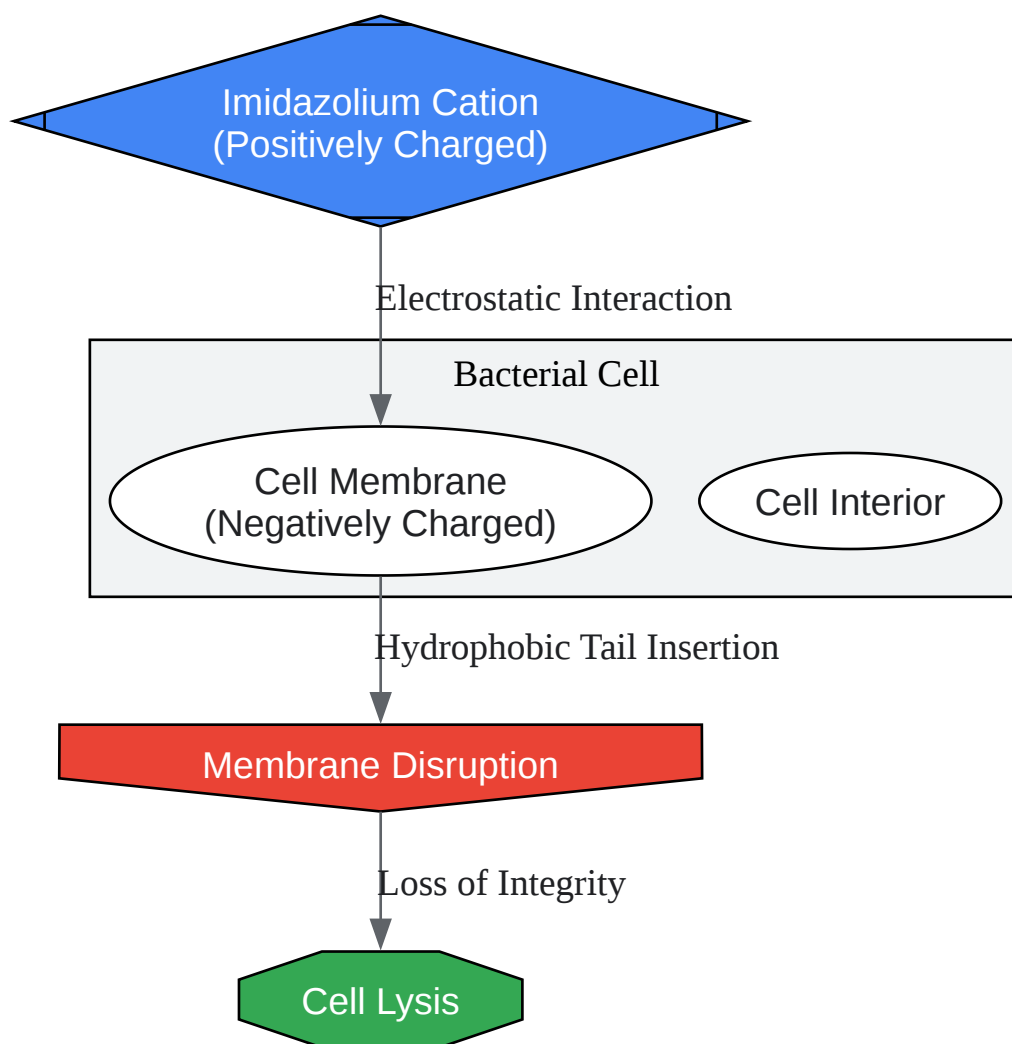 Imidazolium Cation
(Positively Charged)
Electrostatic Interaction
Bacterial Cell
Cell Membrane
(Negatively Charged)
Cell Interior
Hydrophobic Tail Insertion
Membrane Disruption
Loss of Integrity
Cell Lysis